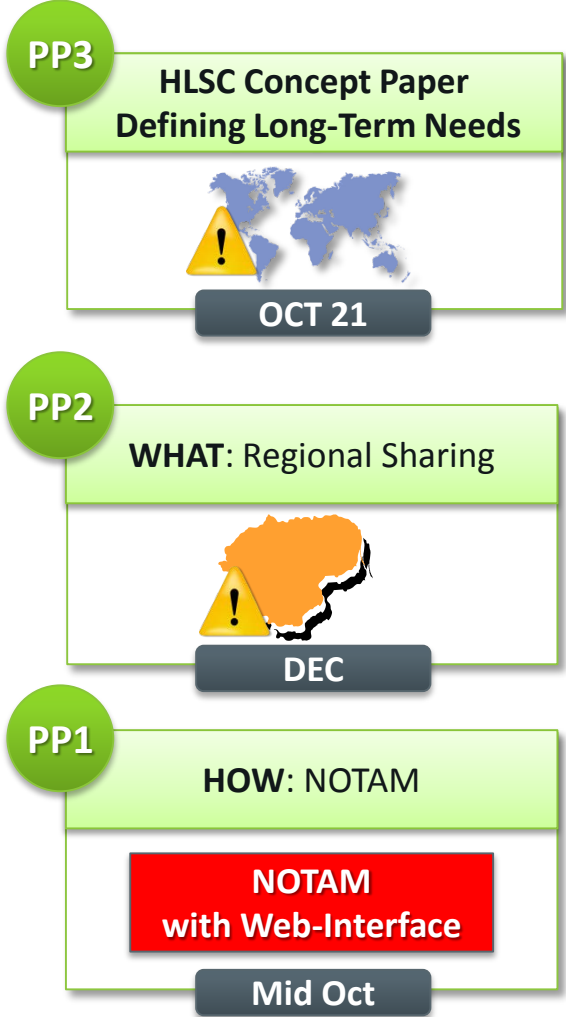 PP3
HLSC Concept Paper
Defining Long-Term Needs
!
OCT 21
PP2
WHAT: Regional Sharing
!
DEC
PP1
HOW: NOTAM
NOTAM
with Web-Interface
Mid Oct